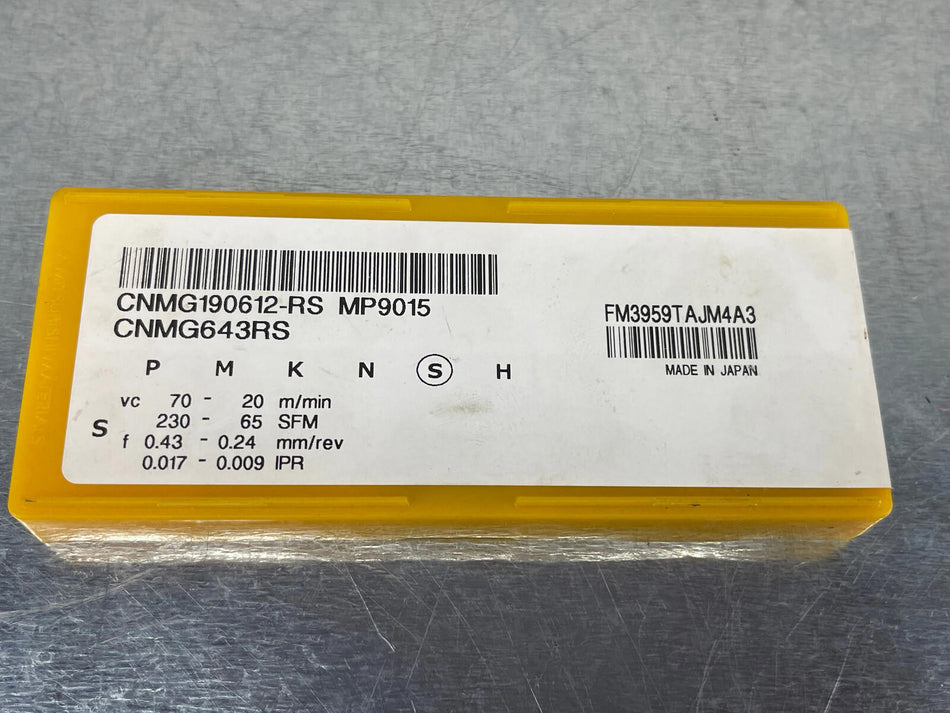 CNMG190612-RS MP9015
CNMG643RS
FM3959TAJM4A3
MADE IN JAPAN
P M K N S H
S
vc 70 - 20 m/min
230 - 65 SFM
f 0.43 - 0.24 mm/rev
0.017 - 0.009 IPR